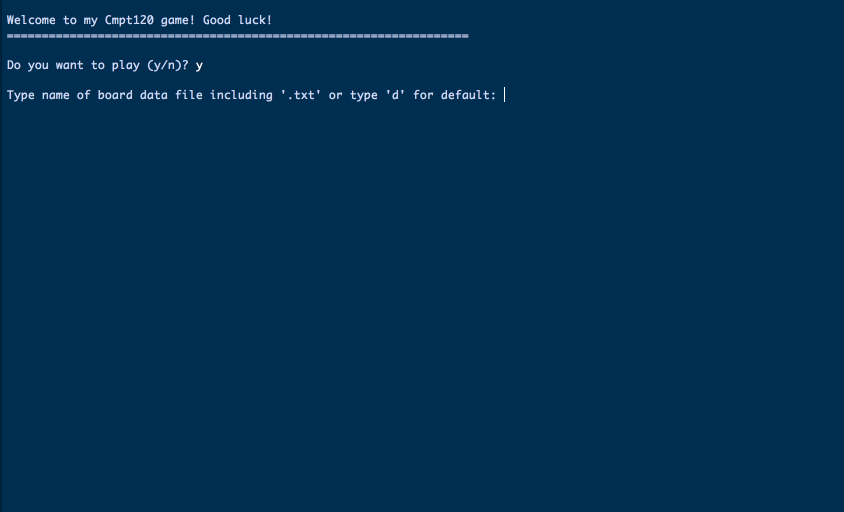 Welcome to my Cmpt120 game! Good luck!
==================================================================
Do you want to play (y/n)? y
Type name of board data file including '.txt' or type 'd' for default: